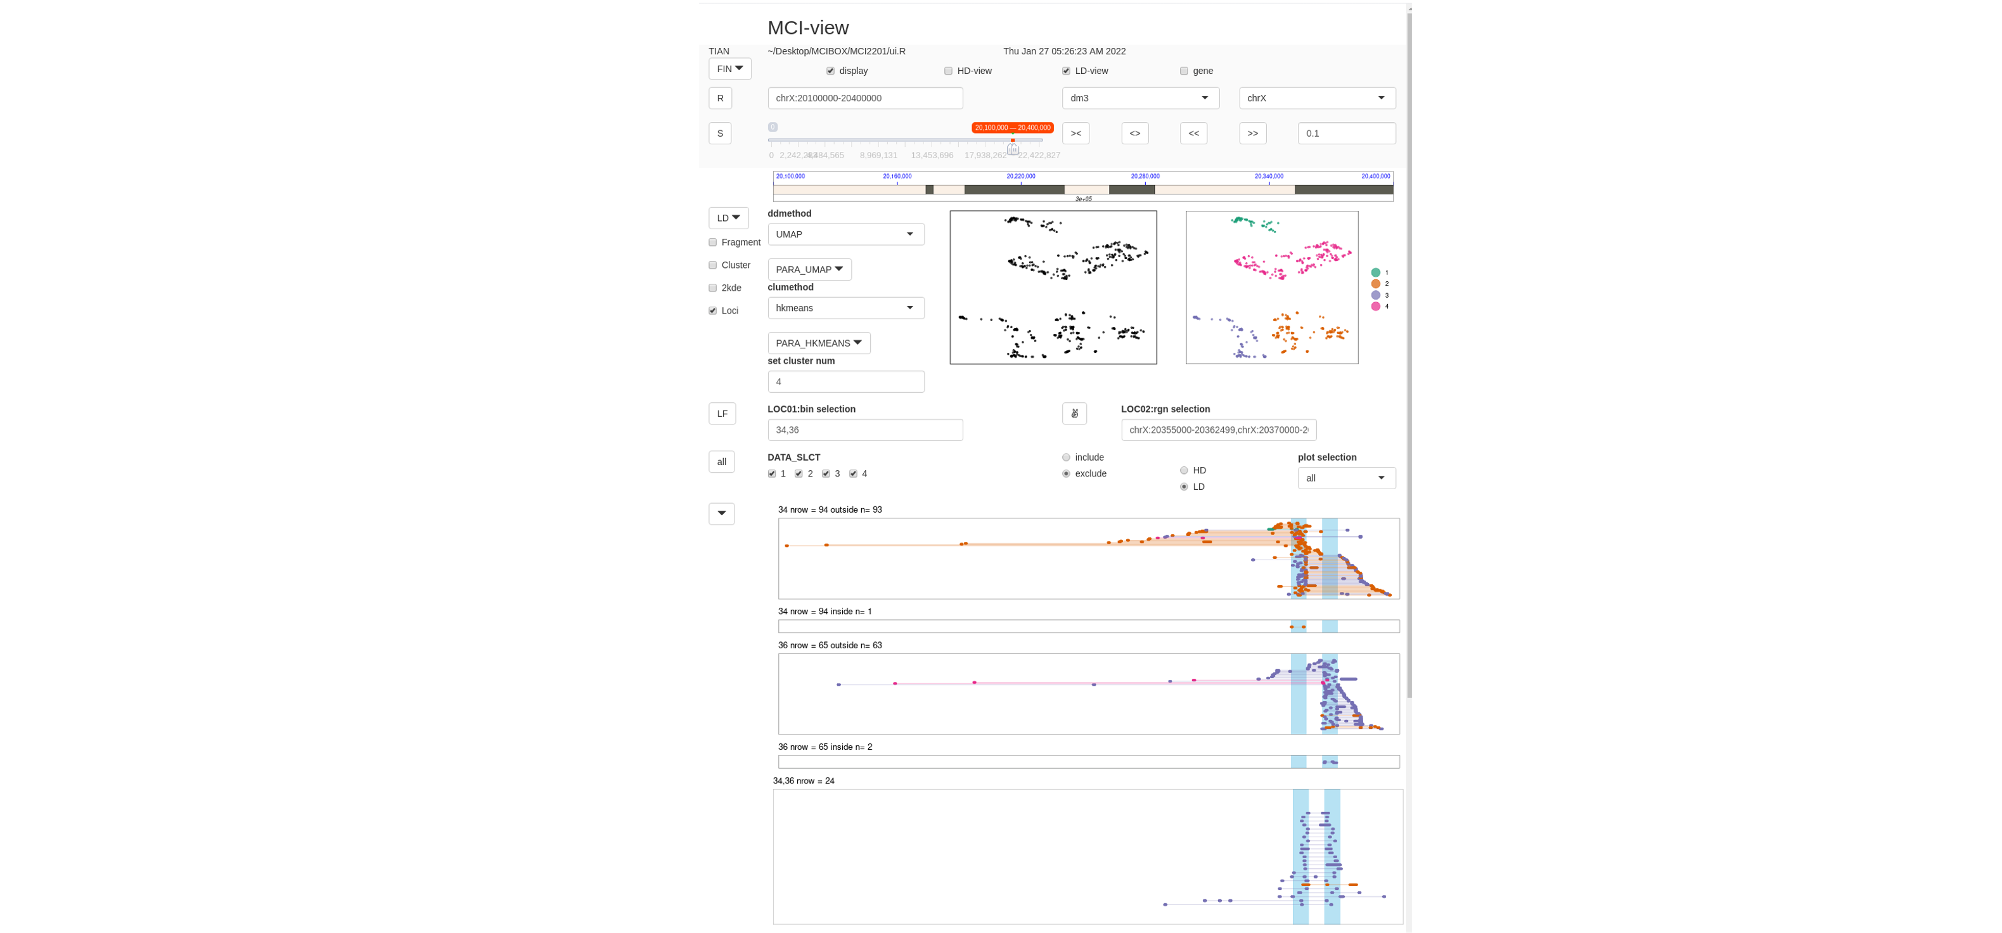 MCI-view
TIAN ~/Desktop/MCIBOX/MCI2201/ui.R Thu Jan 27 05:26:23 AM 2022
FIN display HD-view LD-view gene
R chrX:20100000-20400000 dm3 chrX
S 0 20,100,000 — 20,400,000 >< <> << >> 0.1
0 8,969,131 13,453,696 17,938,262 22,422,827
20,100,000 20,160,000 20,220,000 20,280,000 20,340,000 20,400,000
3e+05
LD ddmethod
UMAP
Fragment
Cluster PARA_UMAP
2kde clumethod
Loci hkmeans
PARA_HKMEANS
set cluster num
4
1
2
3
4
LF LOC01:bin selection LOC02:rgn selection
34,36 chrX:20355000-20362499,chrX:20370000-2
all DATA_SLCT include plot selection
1 2 3 4 exclude HD all
LD
34 nrow = 94 outside n= 93
34 nrow = 94 inside n= 1
36 nrow = 65 outside n= 63
36 nrow = 65 inside n= 2
34,36 nrow = 24